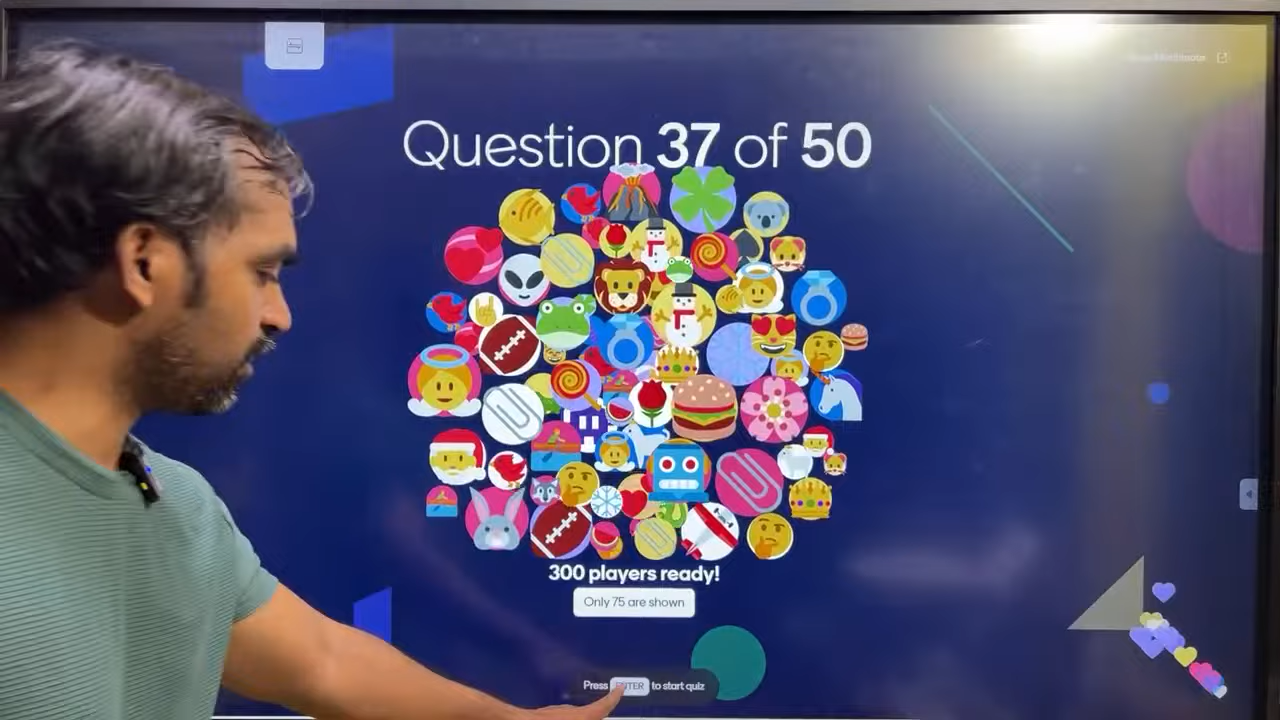 Question 37 of 50
300 players ready!
Only 75 are shown
Press ENTER to start quiz